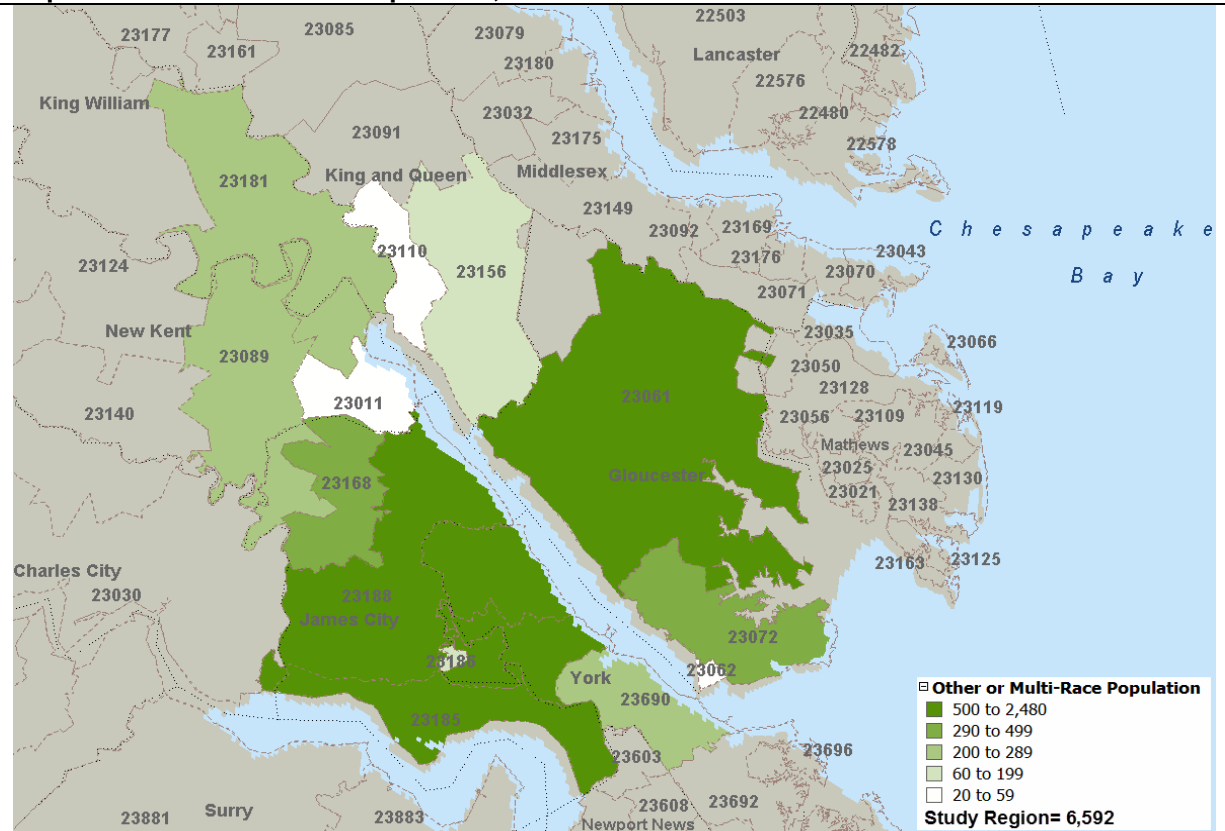 23177
23161
23085
23079
23180
22503
Lancaster
22482
22576
22480
22578
King William
23091
23032
23175
King and Queen
Middlesex
23181
23149
23092
23169
23176
23043
23070
23071
Chesapeake
Bay
23124
23110
23156
New Kent
23089
23035
23066
23050
23128
23140
23011
23061
23056
23109
23119
Mathews
23045
Gloucester
23025
23021
23130
23138
23168
23163
23125
Charles City
23030
23188
James City
23186
23072
23062
York
23690
23185
23603
23696
23608
23692
Newport News
Surry
23881
23883
Other or Multi-Race Population
500 to 2,480
290 to 499
200 to 289
60 to 199
20 to 59
Study Region= 6,592